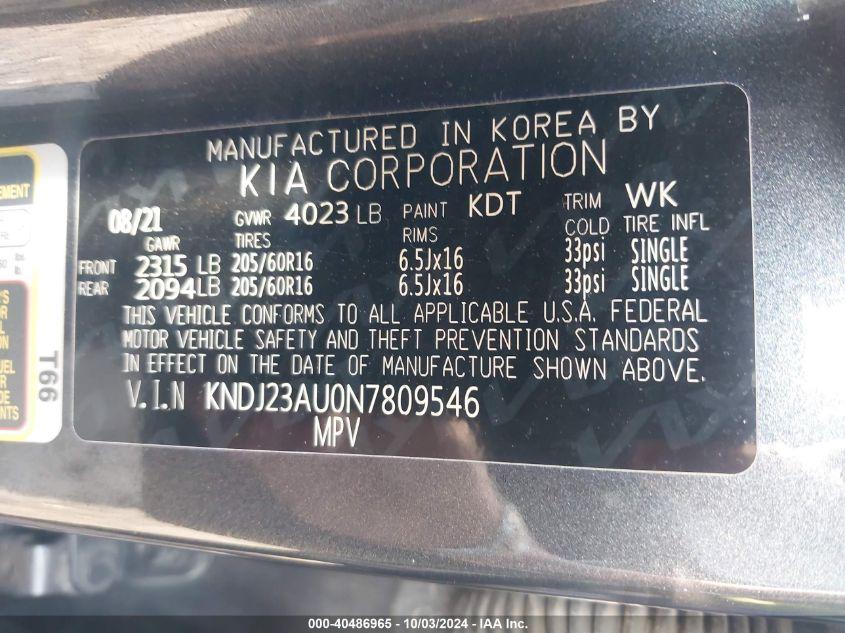 MANUFACTURED IN KOREA BY
KIA CORPORATION
08/21 GVWR 4023 LB PAINT KDT TRIM WK
GAWR TIRES RIMS COLD TIRE INFL
FRONT 2315 LB 205/60R16 6.5Jx16 33psi SINGLE
REAR 2094 LB 205/60R16 6.5Jx16 33psi SINGLE
THIS VEHICLE CONFORMS TO ALL APPLICABLE U.S.A. FEDERAL
MOTOR VEHICLE SAFETY AND THEFT PREVENTION STANDARDS
IN EFFECT ON THE DATE OF MANUFACTURE SHOWN ABOVE.
V.I.N KNDJ23AU0N7809546
MPV
T66
000-40486965 - 10/03/2024 - IAA Inc.